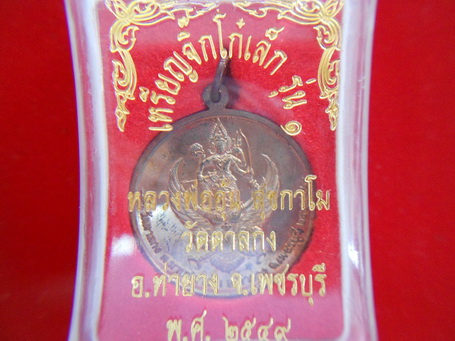 เหรียญจิ๊กโก๋เล็ก รุ่น ๑
หลวงพ่ออุ้น
วัดตาลกง
อ.ท่ายาง จ.เพชรบุรี
พ.ศ. ๒๕๔๙